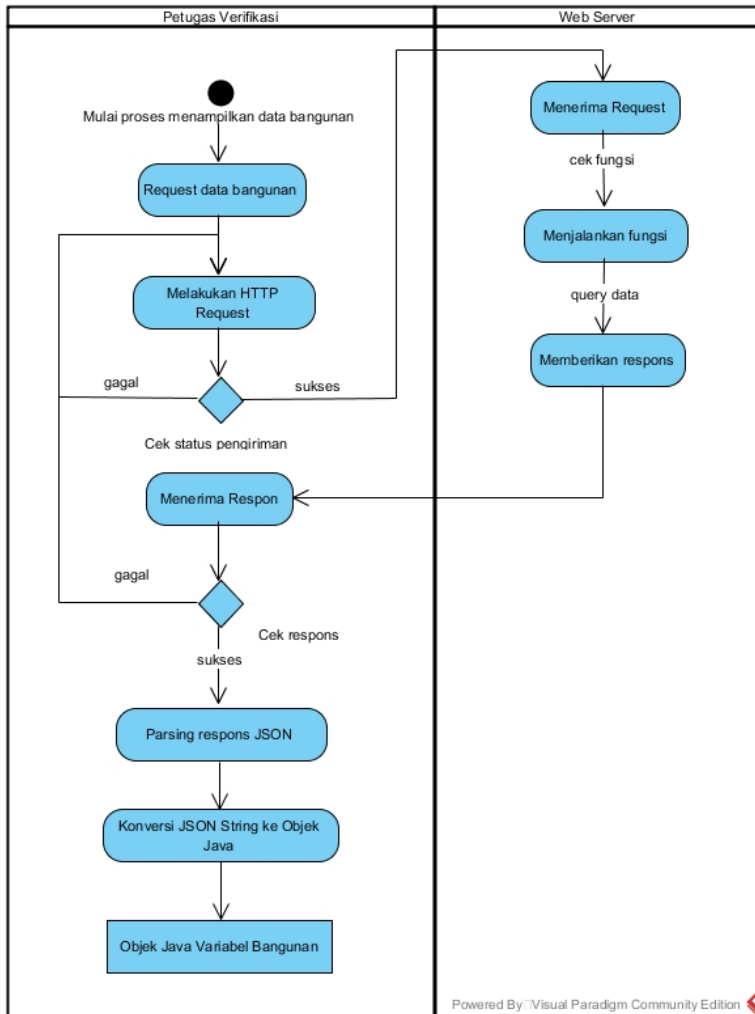 Petugas Verifikasi
Web Server
Mulai proses menampilkan data bangunan
Request data bangunan
Melakukan HTTP
Request
gagal
sukses
Cek status pengiriman
Menerima Request
cek fungsi
Menjalankan fungsi
query data
Memberikan respons
Menerima Respon
gagal
Cek respons
sukses
Parsing respons JSON
Konversi JSON String ke Objek
Java
Objek Java Variabel Bangunan
Powered By Visual Paradigm Community Edition